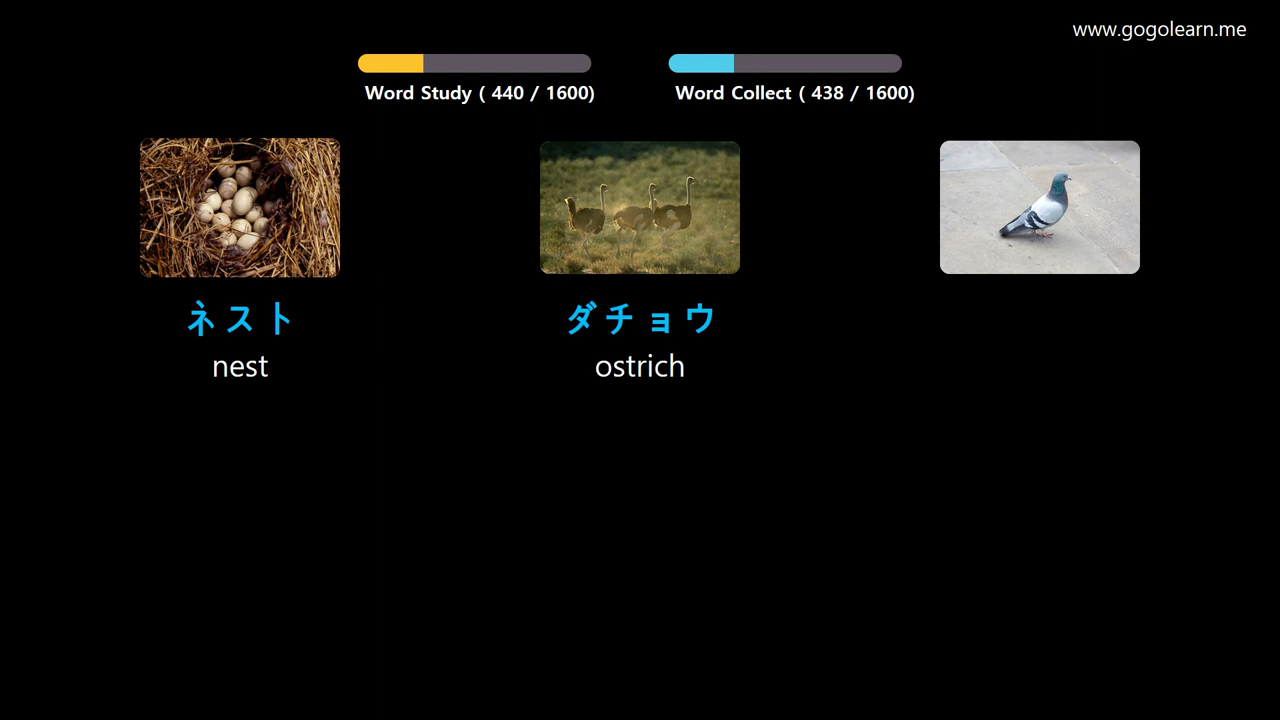 www.gogolearn.me
Word Study ( 440 / 1600)
Word Collect ( 438 / 1600)
ネスト
ダチョウ
nest
ostrich